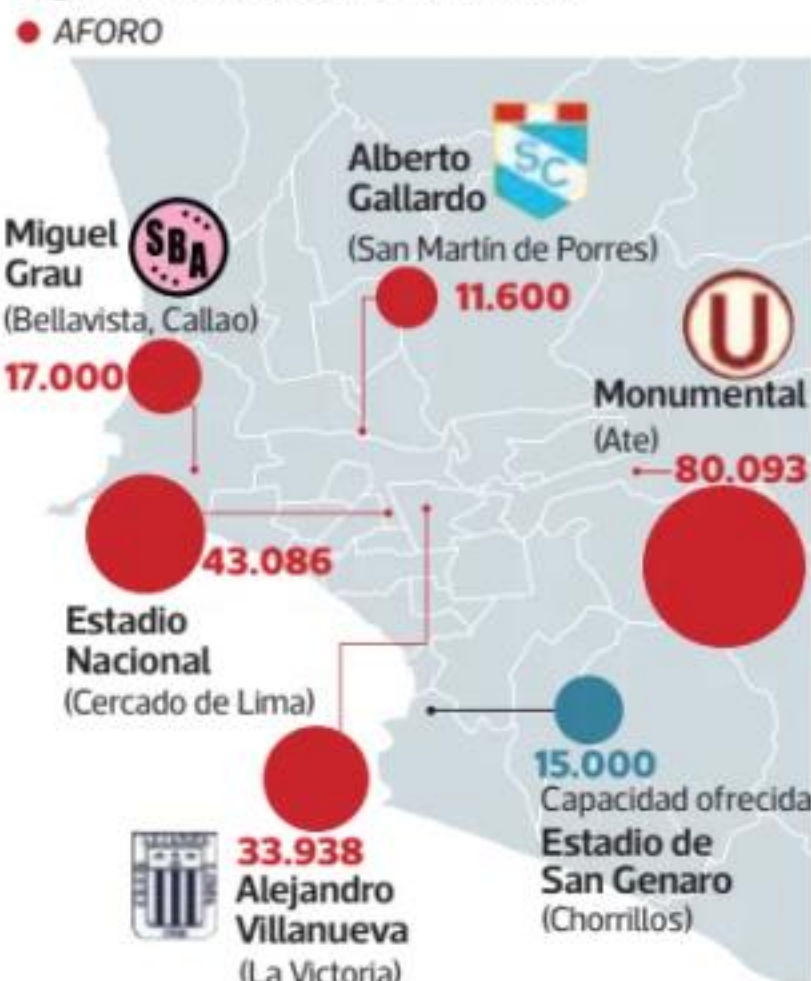 AFORO
Alberto
Gallardo
(San Martín de Porres)
11.600
SC
Miguel
Grau
(Bellavista, Callao)
17.000
SBA
U
Monumental
(Ate)
80.093
43.086
Estadio
Nacional
(Cercado de Lima)
15.000
Capacidad ofrecida
Estadio de
San Genaro
(Chorrillos)
33.938
Alejandro
Villanueva
(La Victoria)